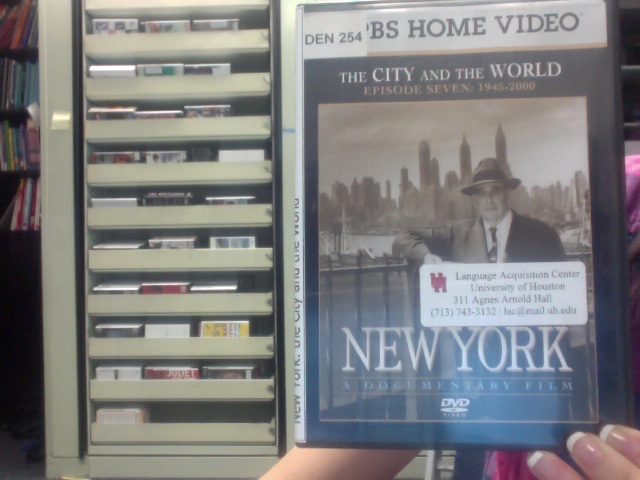 DEN 254
PBS HOME VIDEO
THE CITY AND THE WORLD
EPISODE SEVEN: 1945-2000
Language Acquisition Center
University of Houston
311 Agnes Arnold Hall
(713) 743-3132 | lac@mail.uh.edu
NEW YORK
A DOCUMENTARY FILM
DVD
VIDEO
New York: the City and the World
JULIET